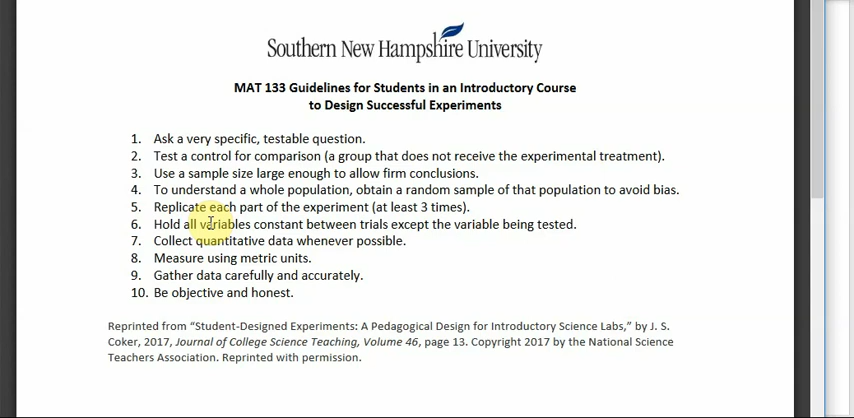 Southern New Hampshire University
MAT 133 Guidelines for Students in an Introductory Course
to Design Successful Experiments
1. Ask a very specific, testable question.
2. Test a control for comparison (a group that does not receive the experimental treatment).
3. Use a sample size large enough to allow firm conclusions.
4. To understand a whole population, obtain a random sample of that population to avoid bias.
5. Replicate each part of the experiment (at least 3 times).
6. Hold all variables constant between trials except the variable being tested.
7. Collect quantitative data whenever possible.
8. Measure using metric units.
9. Gather data carefully and accurately.
10. Be objective and honest.
Reprinted from “Student-Designed Experiments: A Pedagogical Design for Introductory Science Labs,” by J. S.
Coker, 2017, Journal of College Science Teaching, Volume 46, page 13. Copyright 2017 by the National Science
Teachers Association. Reprinted with permission.